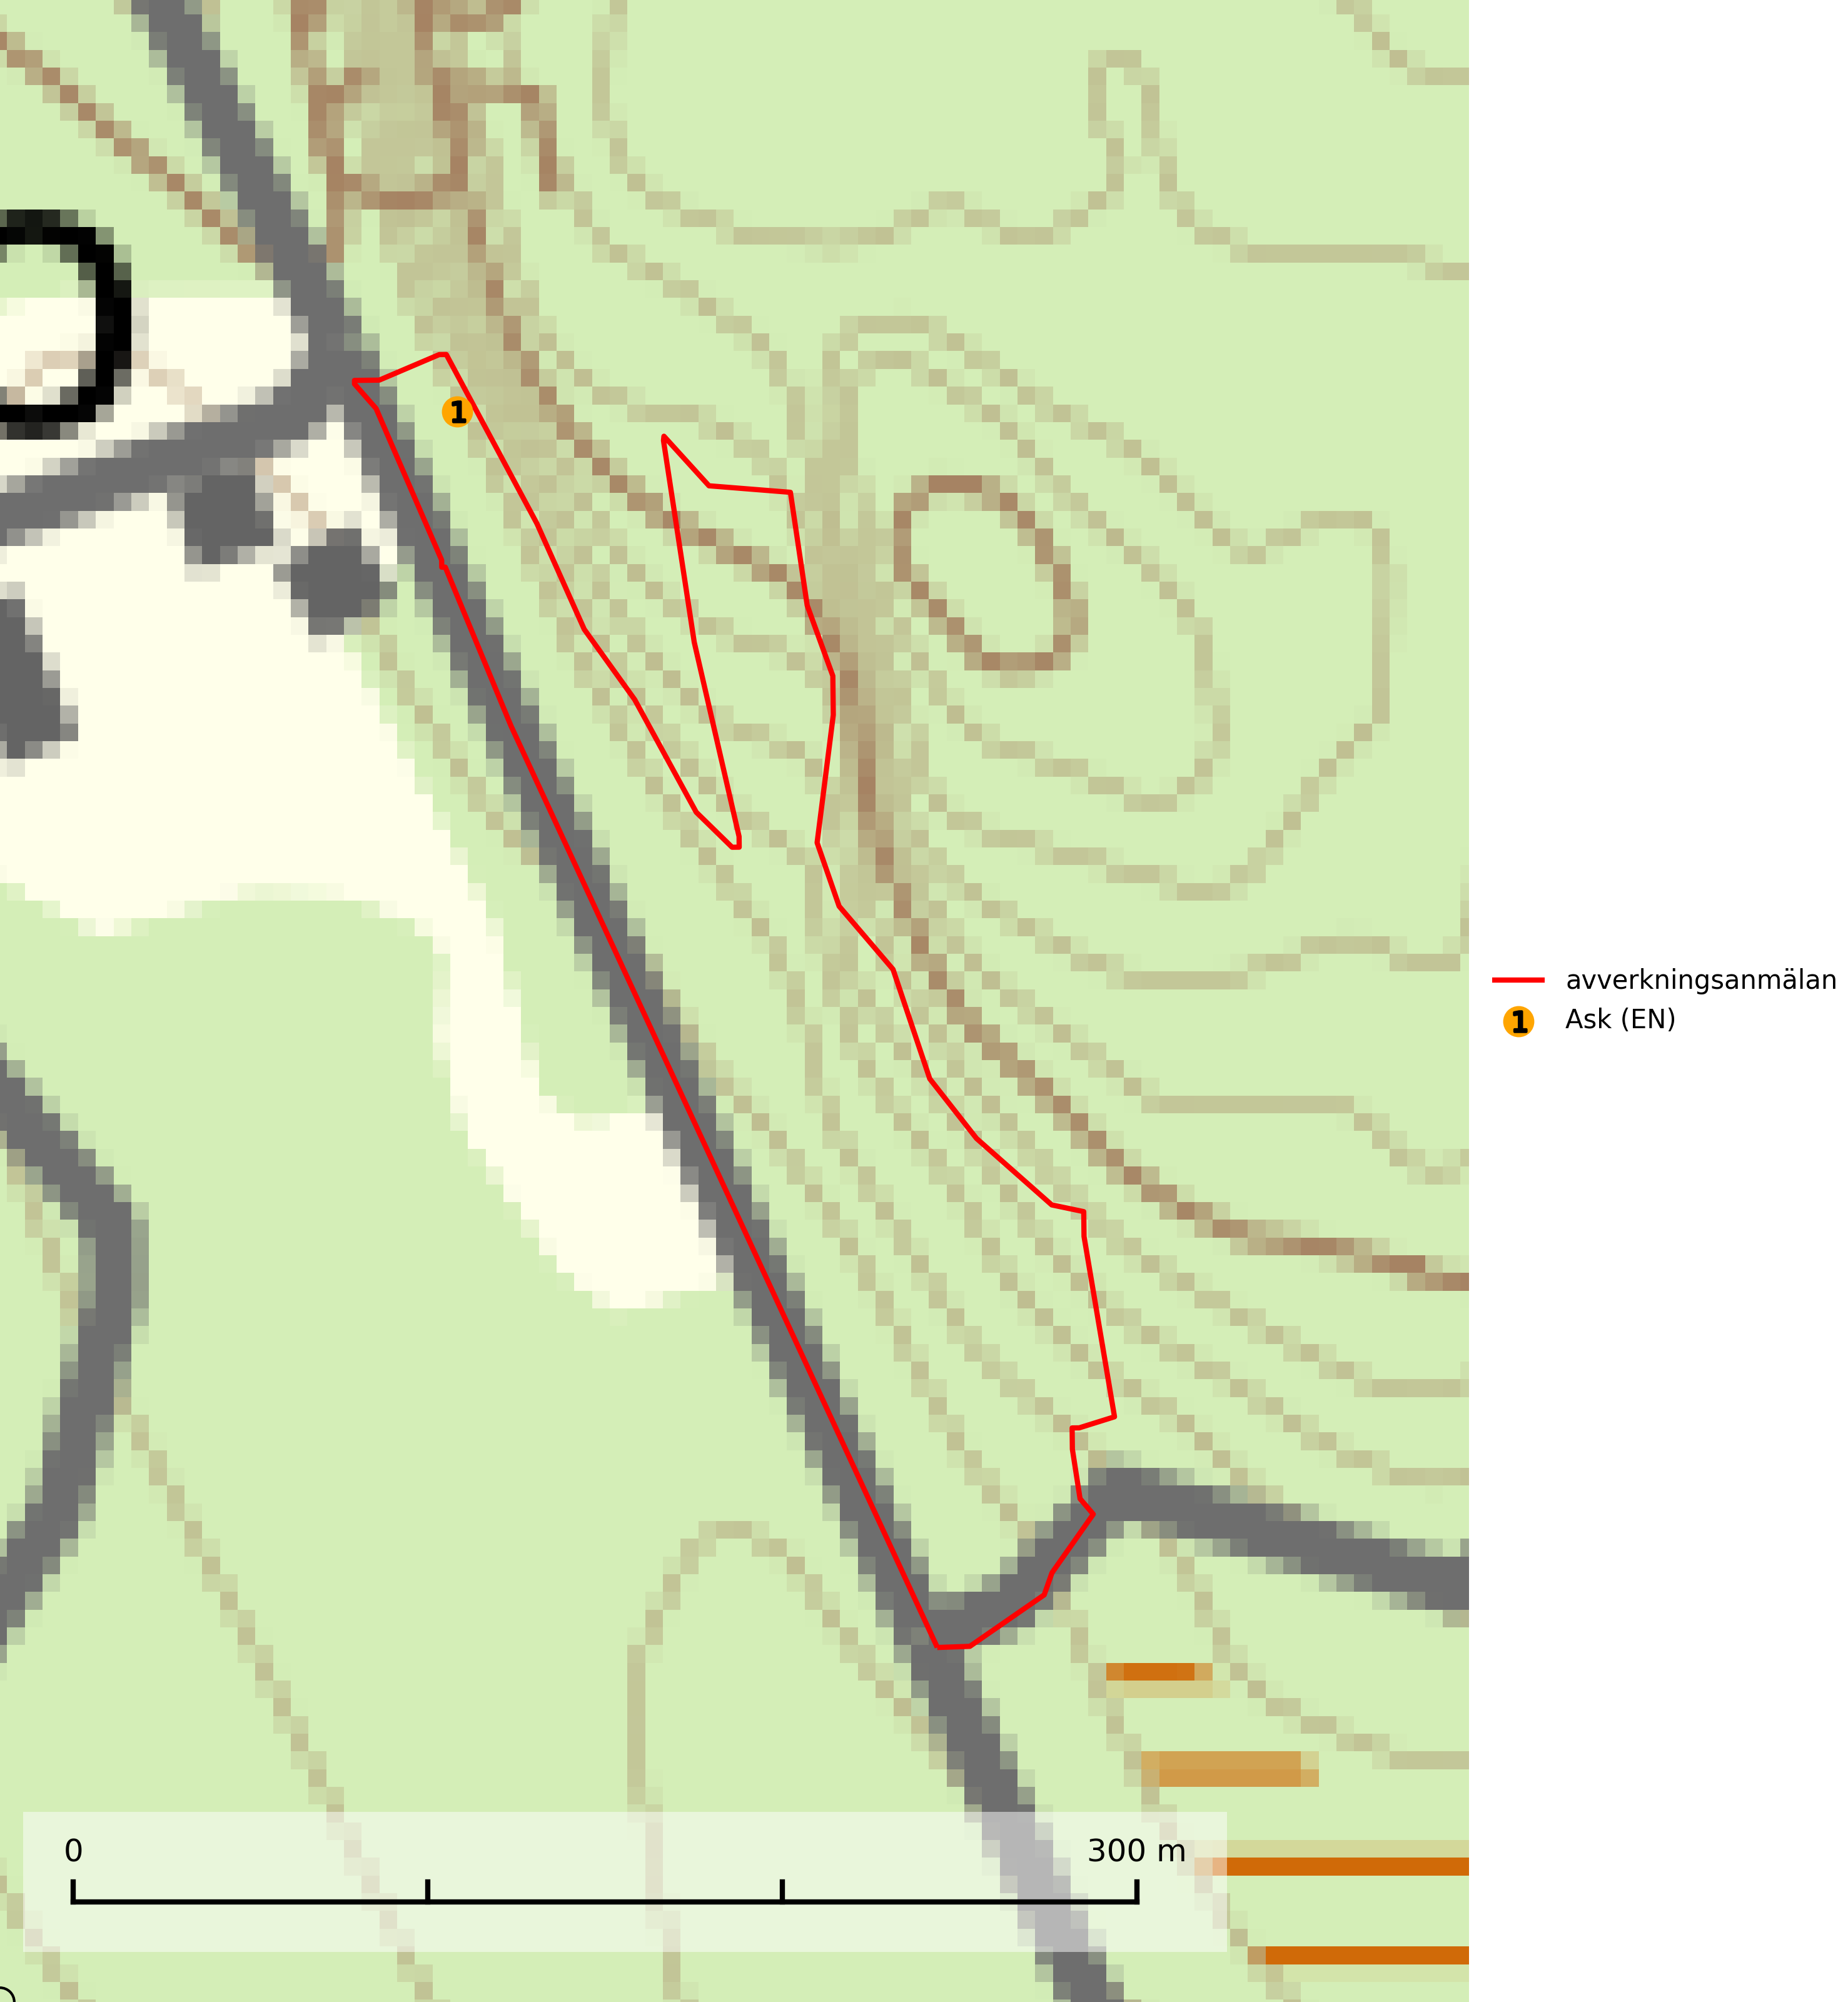 1
avverkningsanmälan
1 Ask (EN)
0 300 m